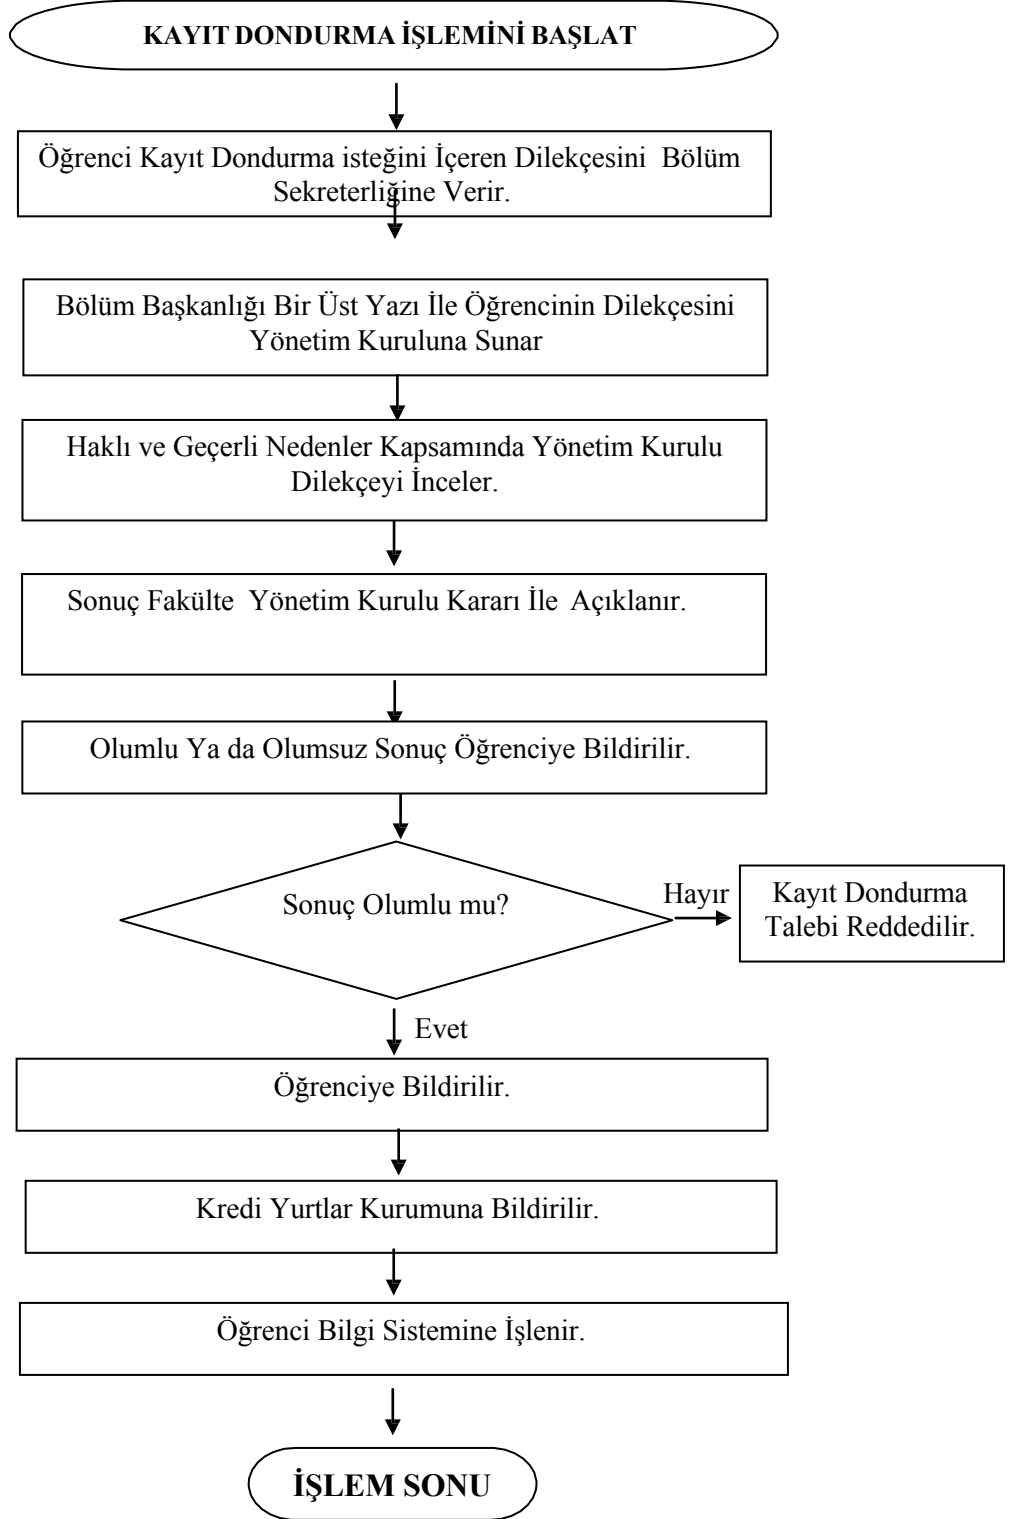 KAYIT DONDURMA İŞLEMİNİ BAŞLAT
Öğrenci Kayıt Dondurma isteğini İçeren Dilekçesini Bölüm
Sekreterliğine Verir.
Bölüm Başkanlığı Bir Üst Yazı İle Öğrencinin Dilekçesini
Yönetim Kuruluna Sunar
Haklı ve Geçerli Nedenler Kapsamında Yönetim Kurulu
Dilekçeyi İnceler.
Sonuç Fakülte Yönetim Kurulu Kararı İle Açıklanır.
Olumlu Ya da Olumsuz Sonuç Öğrenciye Bildirilir.
Sonuç Olumlu mu?
Hayır
Kayıt Dondurma
Talebi Reddedilir.
Evet
Öğrenciye Bildirilir.
Kredi Yurtlar Kurumuna Bildirilir.
Öğrenci Bilgi Sistemine İşlenir.
İŞLEM SONU